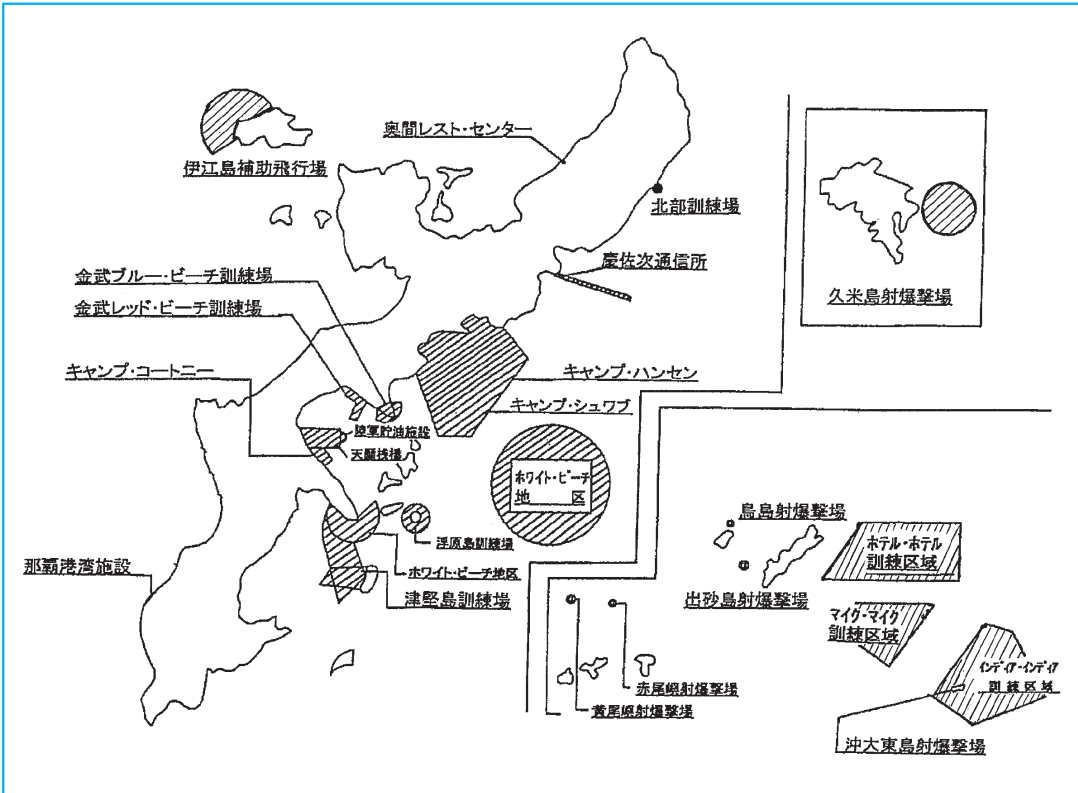 奥間レスト・センター
伊江島補助飛行場
北部訓練場
慶佐次通信所
金武ブルー・ビーチ訓練場
金武レッド・ビーチ訓練場
久米島射爆撃場
キャンプ・コートニー
キャンプ・ハンセン
キャンプ・シュワブ
陸軍貯油施設
天願桟橋
ホワイト・ビーチ
地区
鳥島射爆撃場
浮原島訓練場
ホテル・ホテル
訓練区域
那覇港湾施設
ホワイト・ビーチ地区
津堅島訓練場
出砂島射爆撃場
マイク・マイク
訓練区域
インディア・インディア
訓練区域
赤尾嶼射爆撃場
黄尾嶼射爆撃場
沖大東島射爆撃場